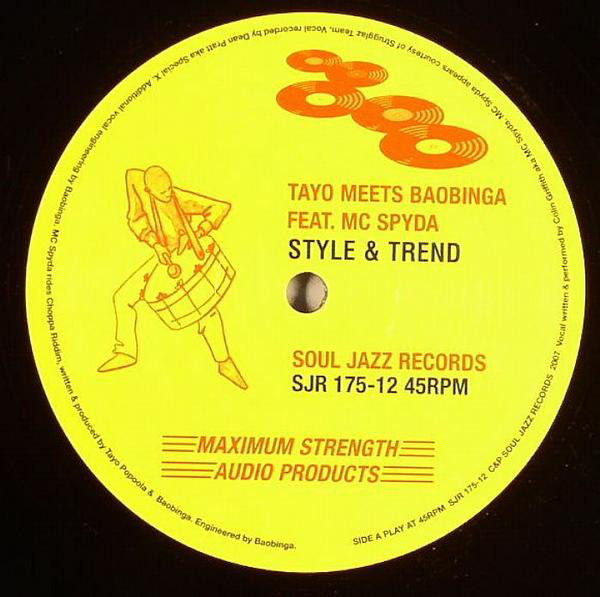 TAYO MEETS BAOBINGA
FEAT. MC SPYDA
STYLE & TREND
SOUL JAZZ RECORDS
SJR 175-12 45RPM
MAXIMUM STRENGTH
AUDIO PRODUCTS
SIDE A PLAY AT 45RPM SJR 175-12 C&P SOUL JAZZ RECORDS 2007. Vocal written & performed by Colin Griffith aka MC Spyda. MC Spyda appears courtesy of Strugglaz Team. Vocal recorded by Dean Pratt aka Special X. Additional vocal engineering by Baobinga. MC Spyda rides Choppa Riddim, written & produced by Tayo Popoola & Baobinga. Engineered by Baobinga.